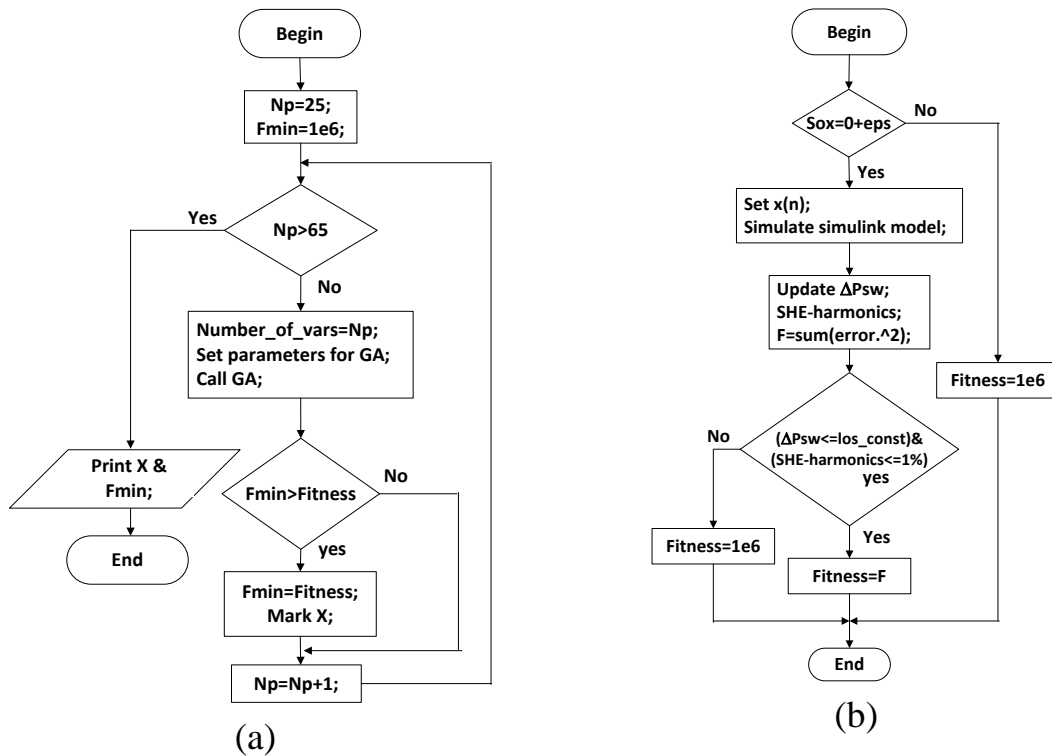 Begin
Np=25;
Fmin=1e6;
Yes
Np>65
No
Number_of_vars=Np;
Set parameters for GA;
Call GA;
Print X &
Fmin;
Fmin>Fitness
No
End
yes
Fmin=Fitness;
Mark X;
Np=Np+1;
(a)
Begin
No
Sox=0+eps
Yes
Set x(n);
Simulate simulink model;
Update ΔPsw;
SHE-harmonics;
F=sum(error.^2);
Fitness=1e6
No
(ΔPsw<=los_const)&
(SHE-harmonics<=1%)
yes
Yes
Fitness=1e6
Fitness=F
End
(b)